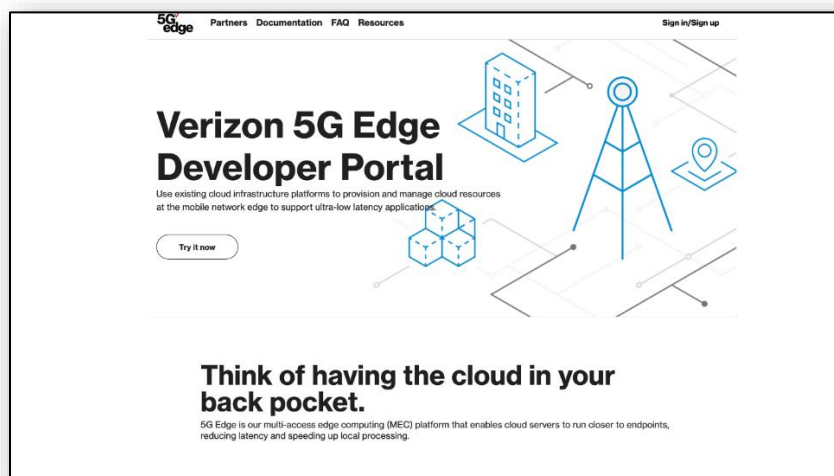 5G
edge
Partners Documentation FAQ Resources Sign in/Sign up
Verizon 5G Edge
Developer Portal
Use existing cloud infrastructure platforms to provision and manage cloud resources
at the mobile network edge to support ultra-low latency applications.
Try it now
Think of having the cloud in your
back pocket.
5G Edge is our multi-access edge computing (MEC) platform that enables cloud servers to run closer to endpoints,
reducing latency and speeding up local processing.